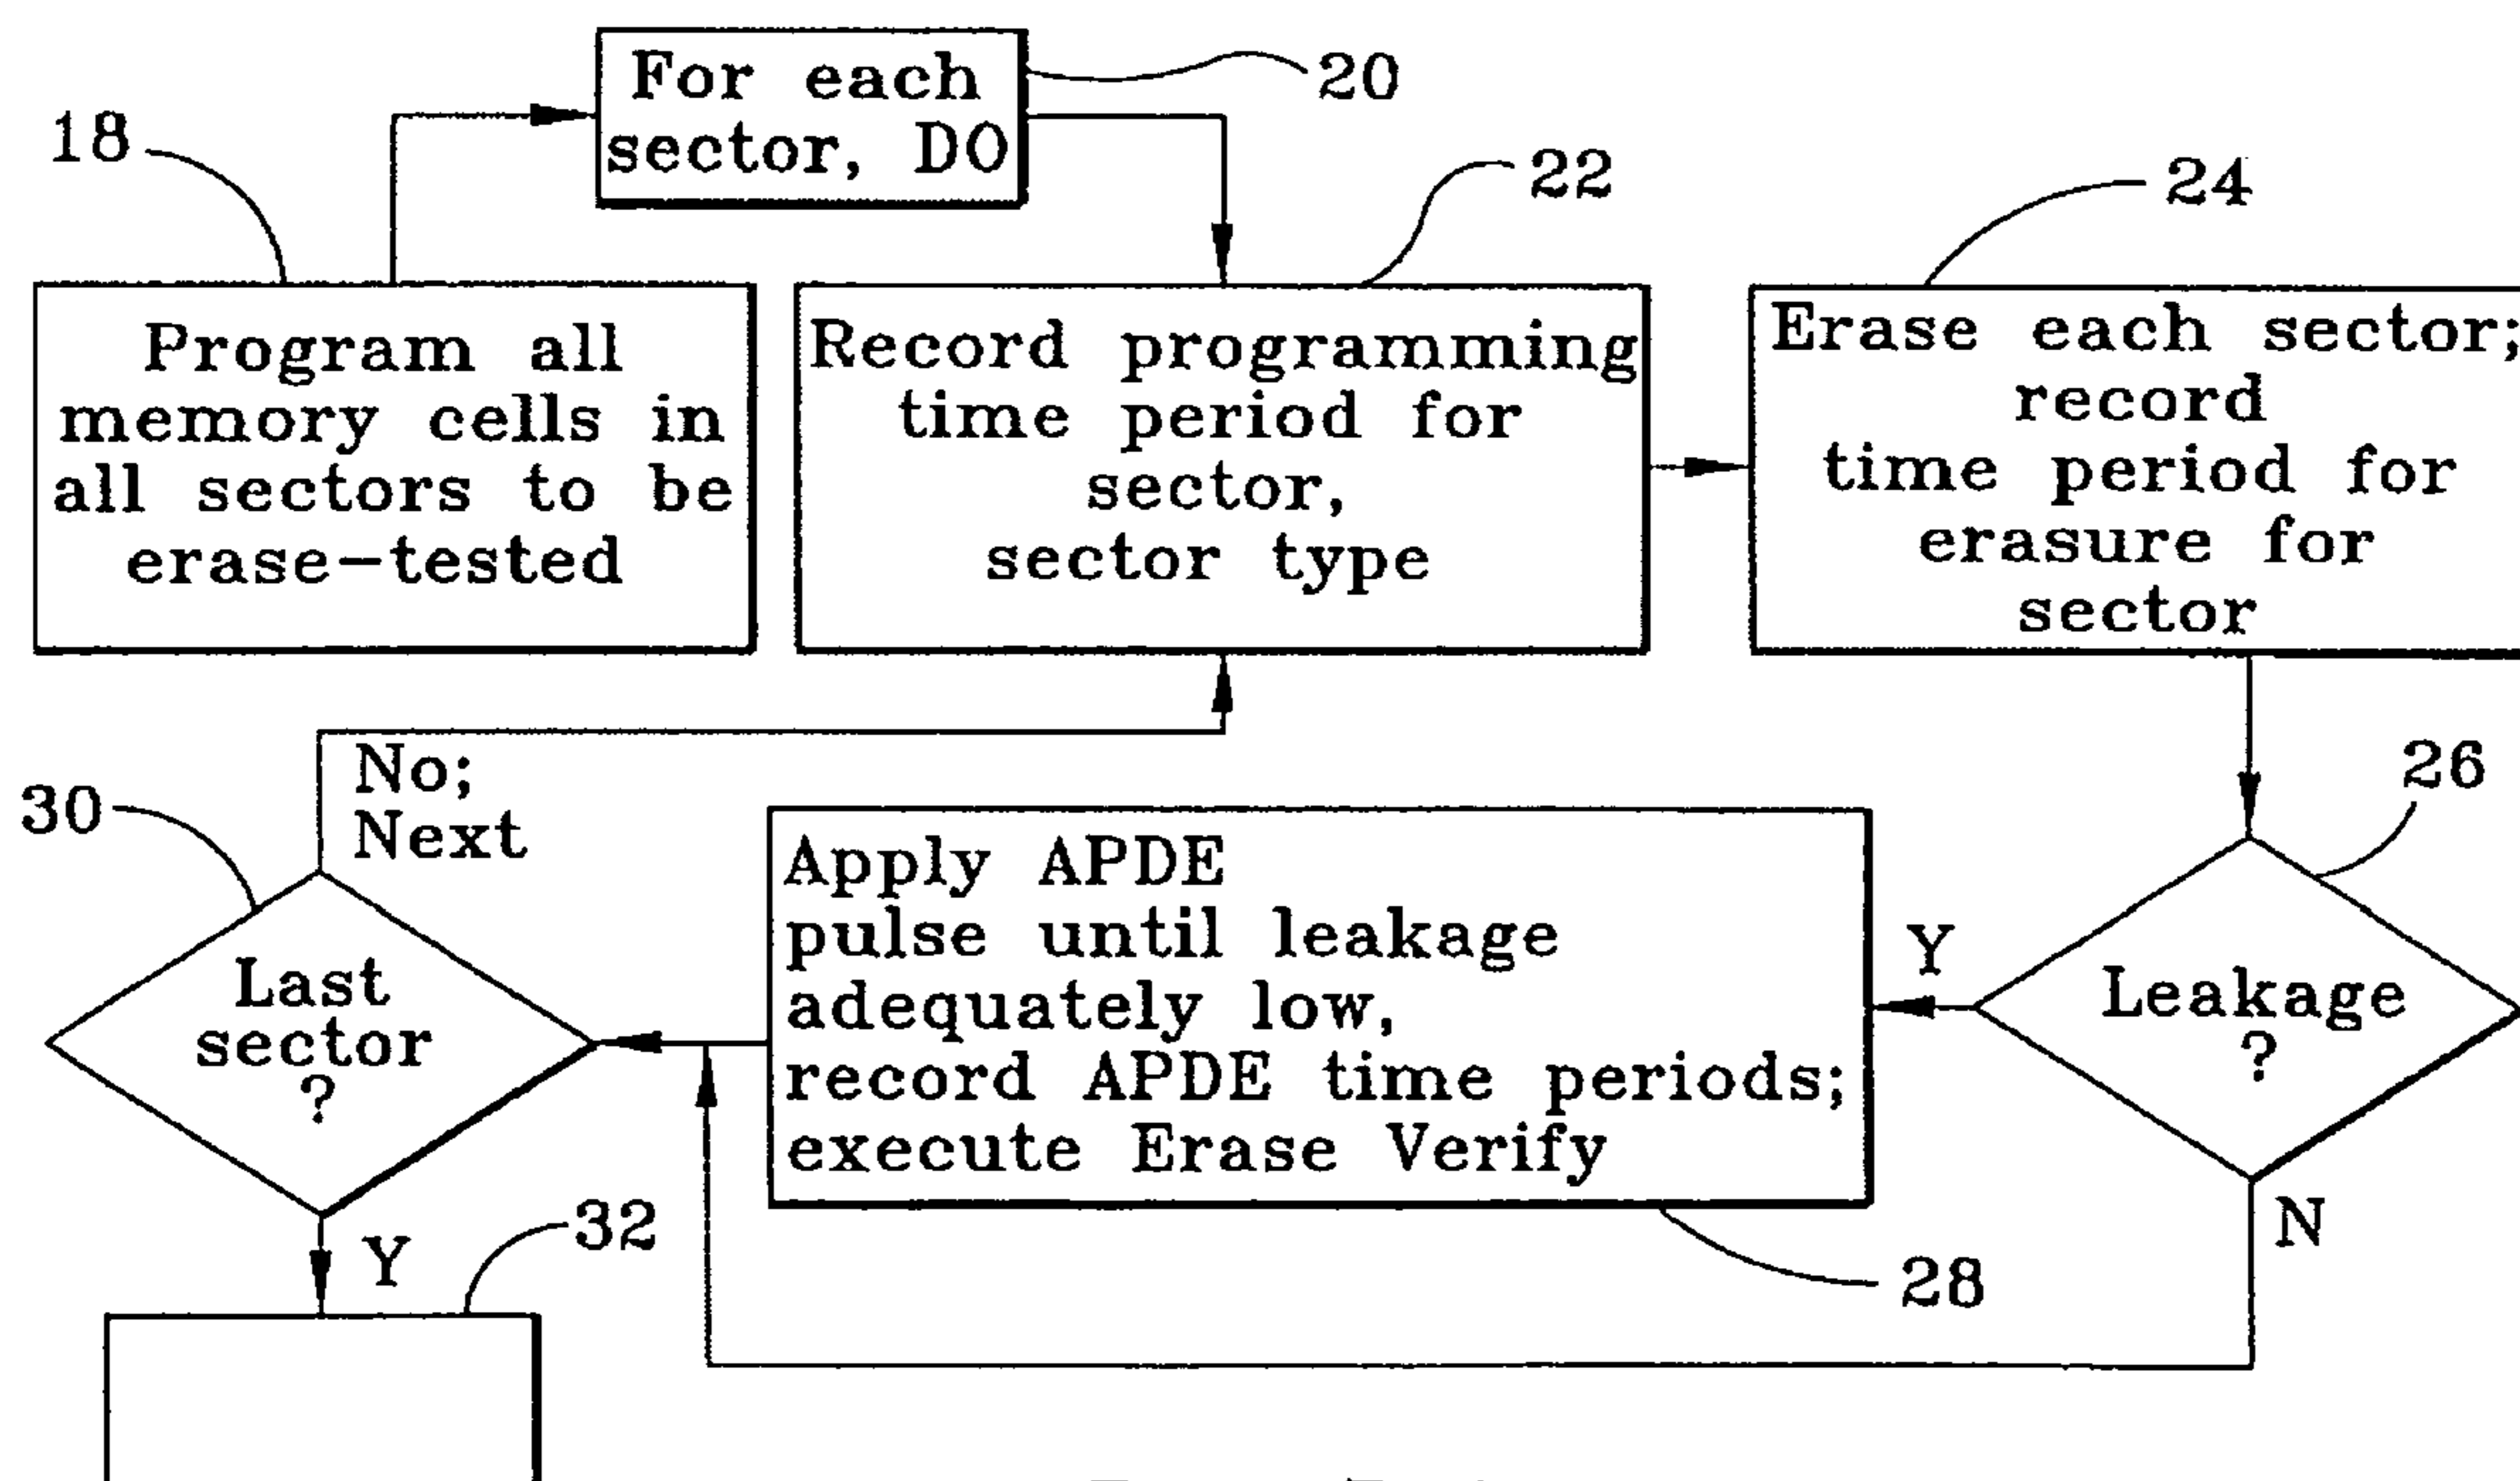 For each
sector, DO
20
18
22
24
Program all
memory cells in
all sectors to be
erase-tested
Record programming
time period for
sector,
sector type
Erase each sector;
record
time period for
erasure for
sector
No;
Next
30
26
Last
sector
?
Apply APDE
pulse until leakage
adequately low,
record APDE time periods;
execute Erase Verify
Y
Leakage
?
Y
32
28
N